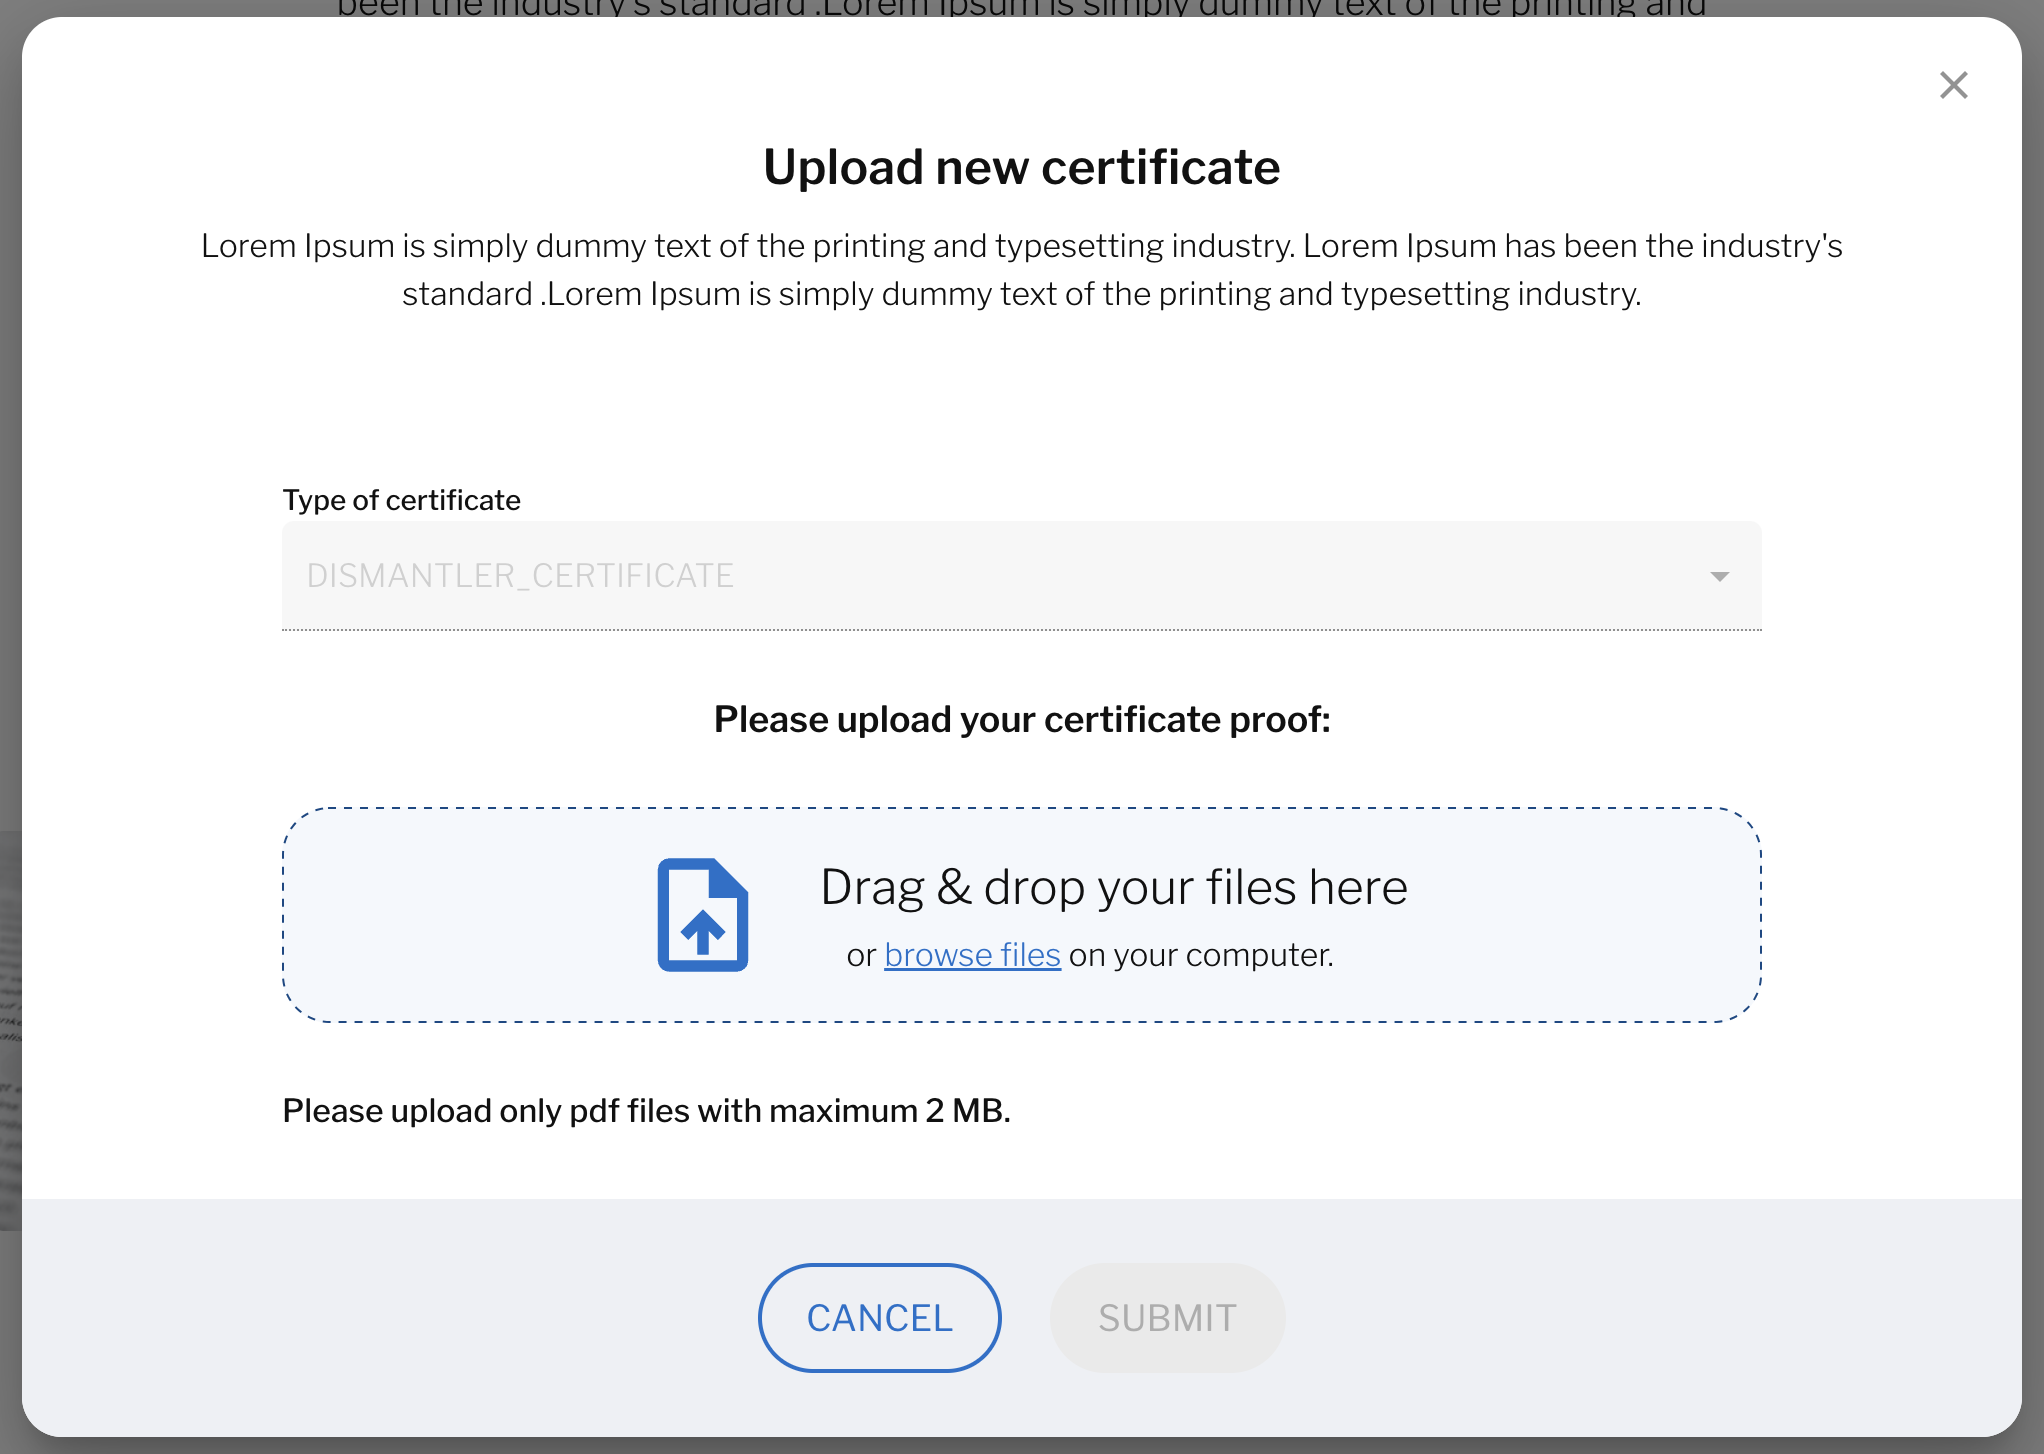 been the industry's standard .Lorem Ipsum is simply dummy text of the printing and
Upload new certificate
Lorem Ipsum is simply dummy text of the printing and typesetting industry. Lorem Ipsum has been the industry's
standard .Lorem Ipsum is simply dummy text of the printing and typesetting industry.
Type of certificate
DISMANTLER_CERTIFICATE
Please upload your certificate proof:
Drag & drop your files here
or browse files on your computer.
Please upload only pdf files with maximum 2 MB.
CANCEL
SUBMIT